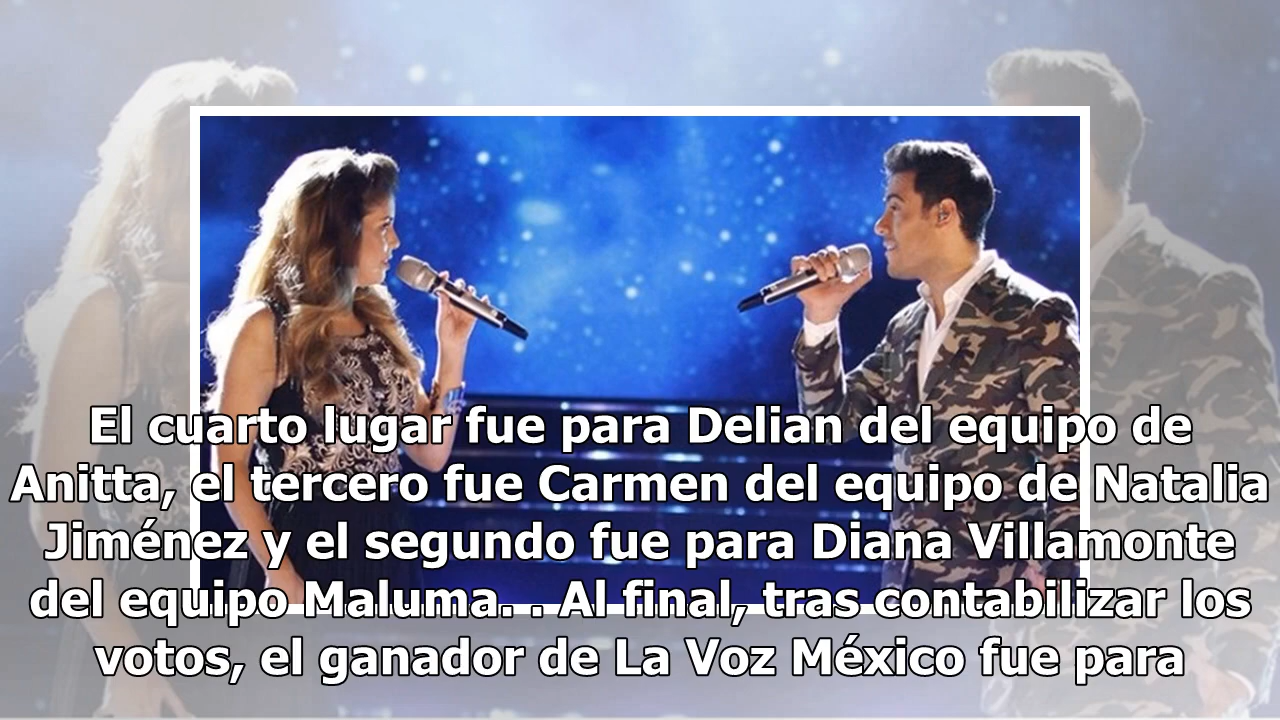 El cuarto lugar fue para Delian del equipo de
Anitta, el tercero fue Carmen del equipo de Natalia
Jiménez y el segundo fue para Diana Villamonte
del equipo Maluma. . Al final, tras contabilizar los
votos, el ganador de La Voz México fue para